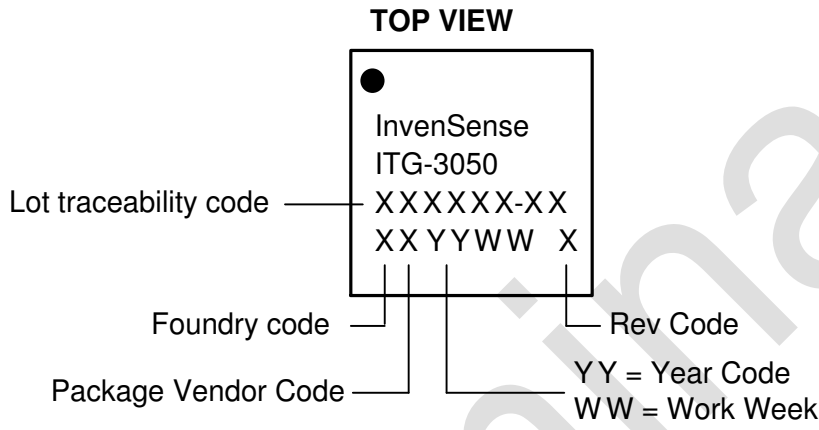 TOP VIEW
InvenSense
ITG-3050
Lot traceability code
XXXXXX-XX
XXYYWW X
Foundry code
Rev Code
Package Vendor Code
YY = Year Code
WW = Work Week